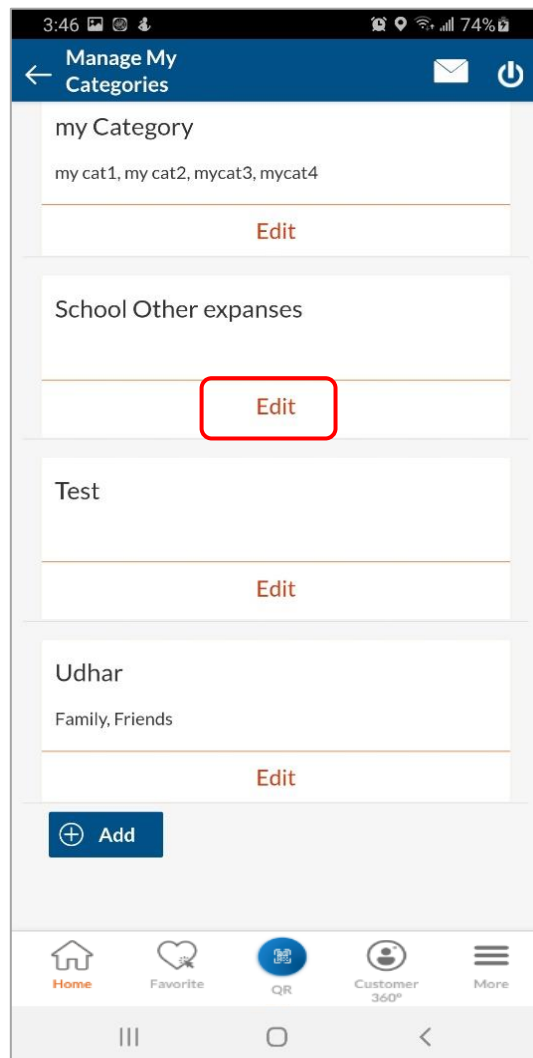 3:46 74%
Manage My
Categories
my Category
my cat1, my cat2, mycat3, mycat4
Edit
School Other expanses
Edit
Test
Edit
Udhar
Family, Friends
Edit
Add
Home Favorite QR Customer 360° More